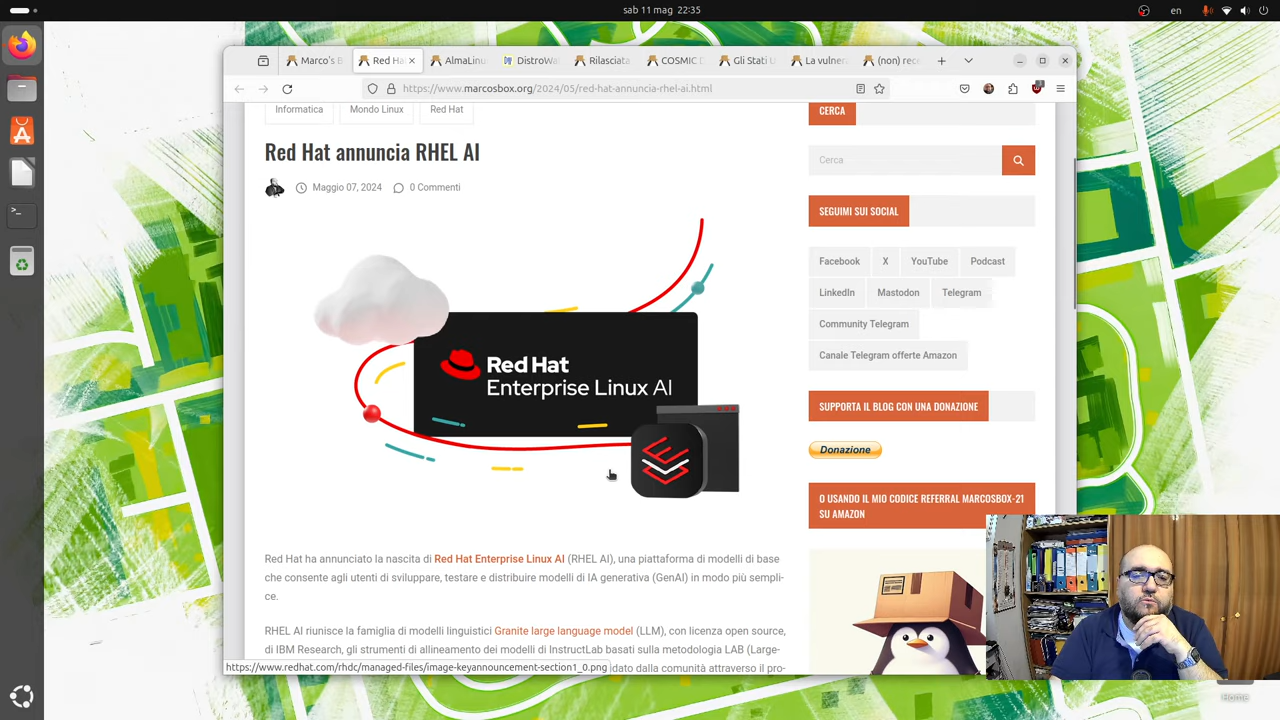 sab 11 mag 22:35
en
Marco's B
Red Ha
AlmaLinu
DistroWa
Rilasciata
COSMIC D
Gli Stati U
La vulnera
(non) rece
https://www.marcosbox.org/2024/05/red-hat-annuncia-rhel-ai.html
Informatica
Mondo Linux
Red Hat
CERCA
Red Hat annuncia RHEL AI
Cerca
Maggio 07, 2024
0 Commenti
SEGUIMI SUI SOCIAL
Facebook
X
YouTube
Podcast
LinkedIn
Mastodon
Telegram
Community Telegram
Canale Telegram offerte Amazon
Red Hat
Enterprise Linux AI
SUPPORTA IL BLOG CON UNA DONAZIONE
Donazione
O USANDO IL MIO CODICE REFERRAL MARCOSBOX-21
SU AMAZON
Red Hat ha annunciato la nascita di Red Hat Enterprise Linux AI (RHEL AI), una piattaforma di modelli di base
che consente agli utenti di sviluppare, testare e distribuire modelli di IA generativa (GenAI) in modo più sempli-
ce.
RHEL AI riunisce la famiglia di modelli linguistici Granite large language model (LLM), con licenza open source,
di IBM Research, gli strumenti di allineamento dei modelli di InstructLab basati sulla metodologia LAB (Large-
https://www.redhat.com/rhdc/managed-files/image-keyannouncement-section1_0.png
dato dalla comunità attraverso il pro-
Home